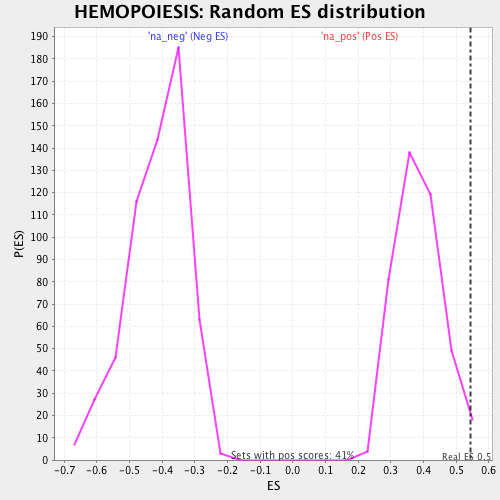 HEMOPOIESIS: Random ES distribution
'na_neg' (Neg ES)
'na_pos' (Pos ES)
190
180
170
160
150
140
130
120
110
100
90
80
70
60
50
40
30
20
10
0
P(ES)
Sets with pos scores: 41%
Real ES 0.5
-0.7 -0.6 -0.5 -0.4 -0.3 -0.2 -0.1 0.0 0.1 0.2 0.3 0.4 0.5 0.6
ES